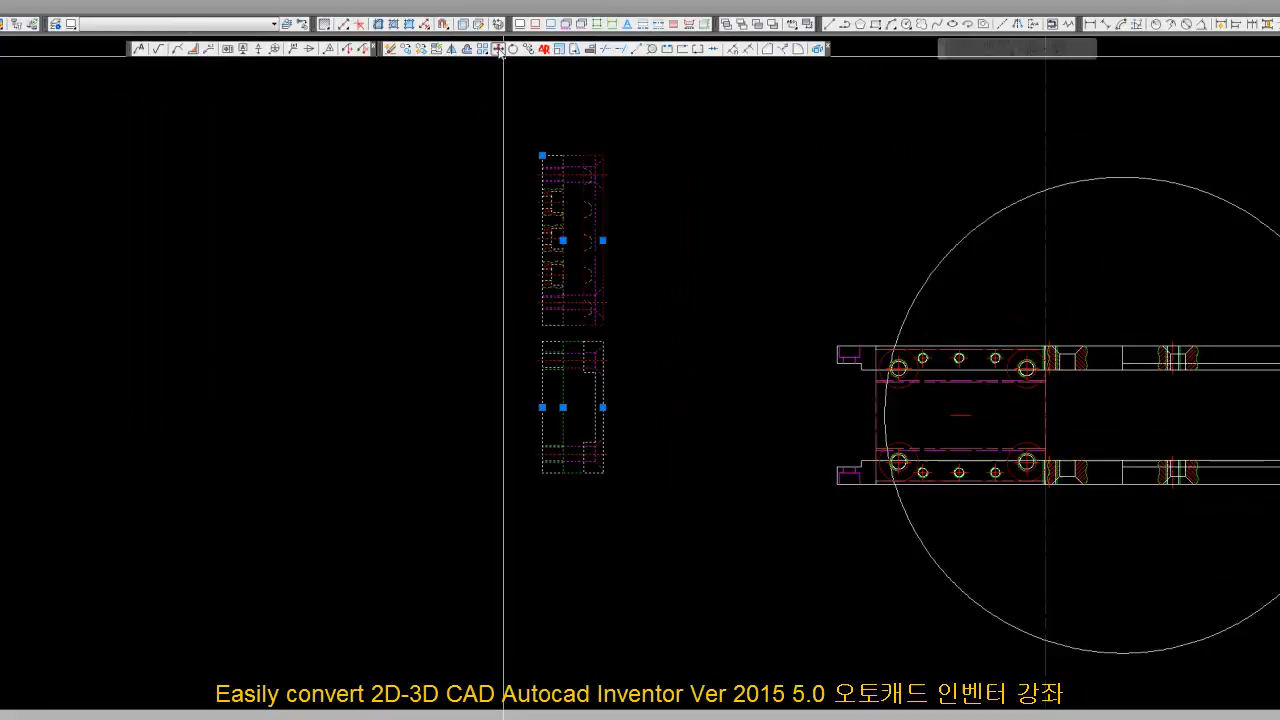 AR
Easily convert 2D-3D CAD Autocad Inventor Ver 2015 5.0 오토캐드 인벤터 강좌